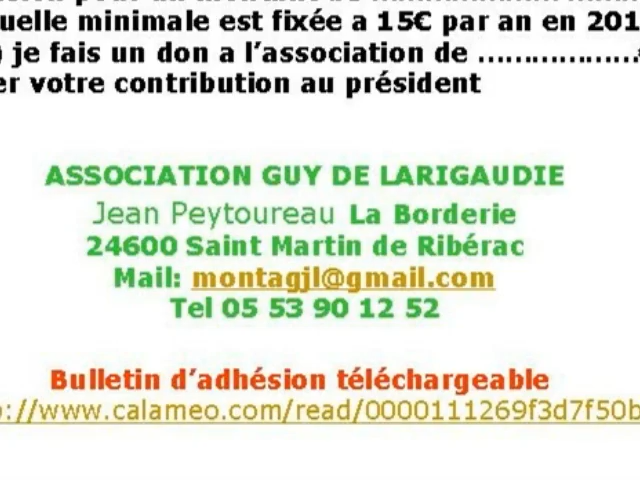 uelle minimale est fixée a 15€ par an en 201
) je fais un don a l’association de ………………
er votre contribution au président
ASSOCIATION GUY DE LARIGAUDIE
Jean Peytoureau La Borderie
24600 Saint Martin de Ribérac
Mail: montagjl@gmail.com
Tel 05 53 90 12 52
Bulletin d’adhésion téléchargeable
://www.calameo.com/read/0000111269f3d7f50b